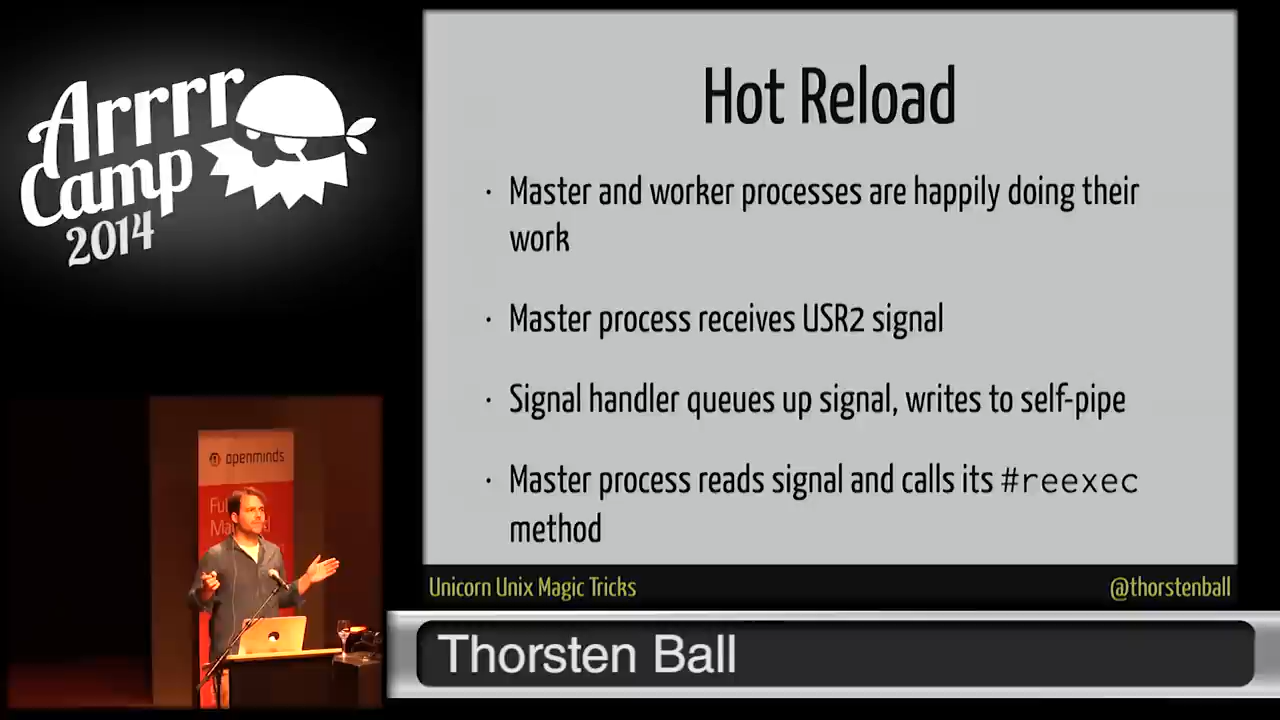 Arrrr
Camp
2014
Hot Reload
· Master and worker processes are happily doing their
work
· Master process receives USR2 signal
· Signal handler queues up signal, writes to self-pipe
· Master process reads signal and calls its #reexec
method
Unicorn Unix Magic Tricks
@thorstenball
openminds
Thorsten Ball